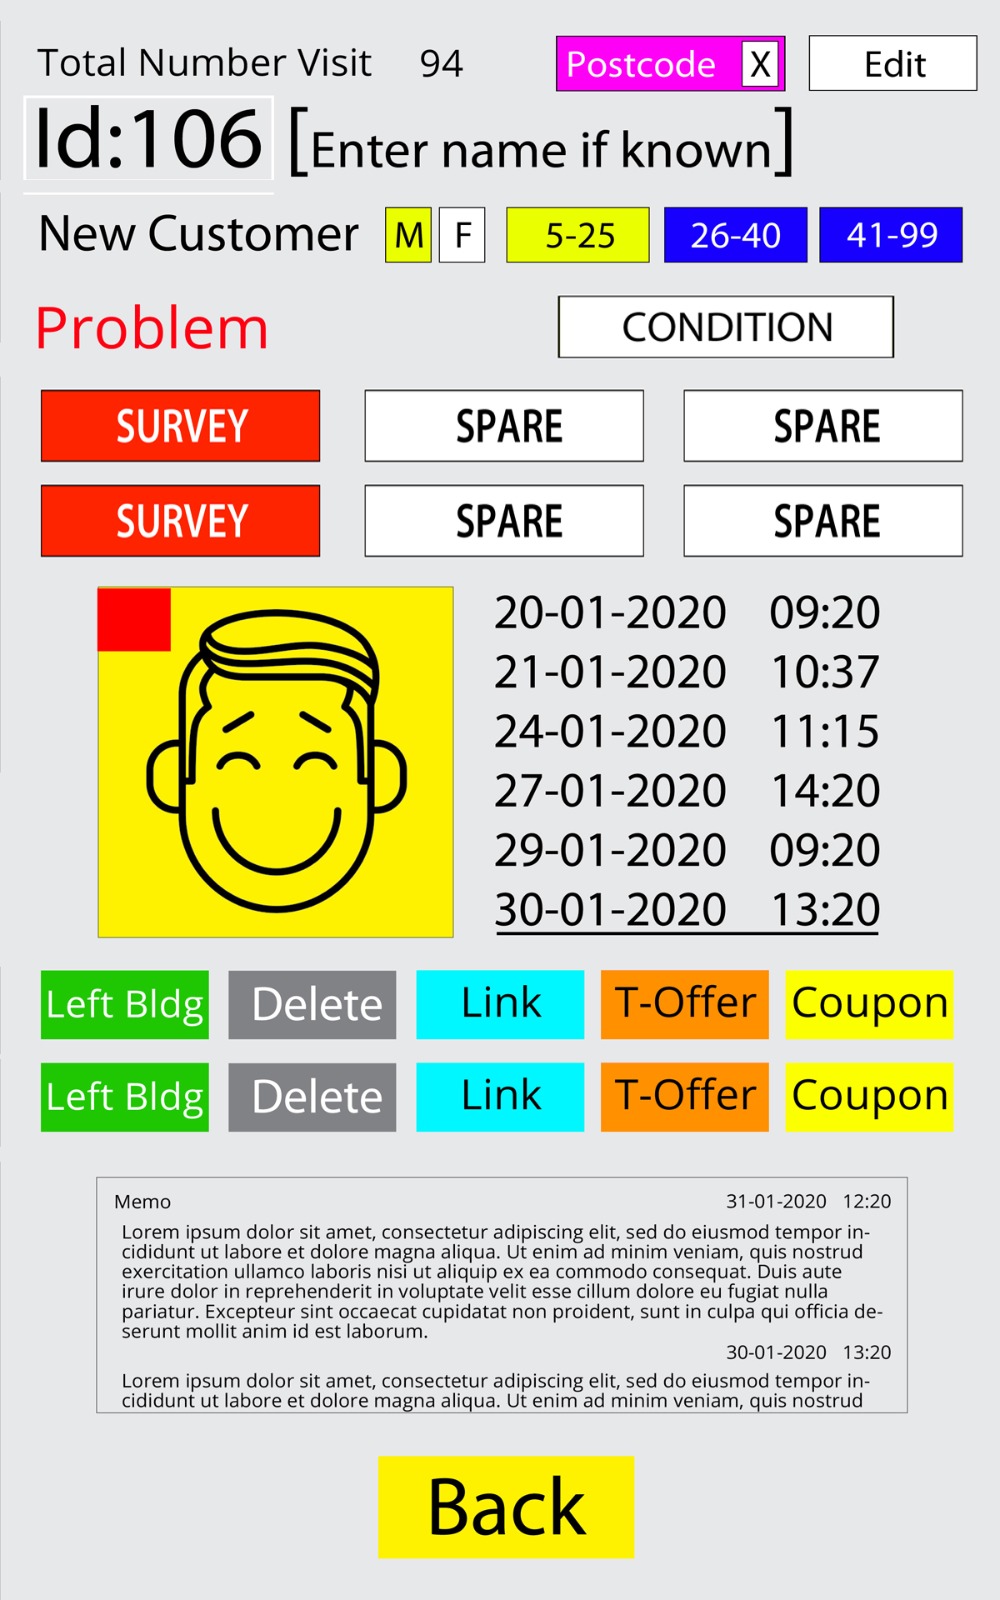 Total Number Visit 94 Postcode X Edit
Id:106 [Enter name if known]
New Customer M F 5-25 26-40 41-99
Problem CONDITION
SURVEY SPARE SPARE
SURVEY SPARE SPARE
20-01-2020 09:20
21-01-2020 10:37
24-01-2020 11:15
27-01-2020 14:20
29-01-2020 09:20
30-01-2020 13:20
Left Bldg Delete Link T-Offer Coupon
Left Bldg Delete Link T-Offer Coupon
Memo 31-01-2020 12:20
Lorem ipsum dolor sit amet, consectetur adipiscing elit, sed do eiusmod tempor in-
cididunt ut labore et dolore magna aliqua. Ut enim ad minim veniam, quis nostrud
exercitation ullamco laboris nisi ut aliquip ex ea commodo consequat. Duis aute
irure dolor in reprehenderit in voluptate velit esse cillum dolore eu fugiat nulla
pariatur. Excepteur sint occaecat cupidatat non proident, sunt in culpa qui officia de-
serunt mollit anim id est laborum.
30-01-2020 13:20
Lorem ipsum dolor sit amet, consectetur adipiscing elit, sed do eiusmod tempor in-
cididunt ut labore et dolore magna aliqua. Ut enim ad minim veniam, quis nostrud
Back